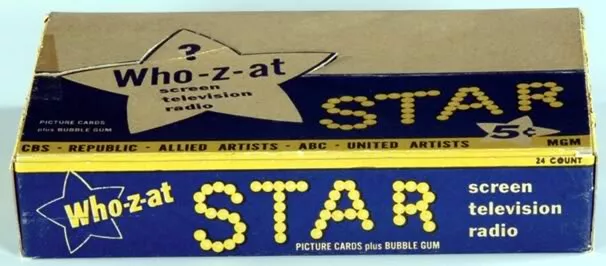 ?
Who-z-at
screen
television
radio
STAR
PICTURE CARDS
plus BUBBLE GUM
5¢
CBS - REPUBLIC - ALLIED ARTISTS - ABC - UNITED ARTISTS MGM
24 COUNT
Who-z-at
STAR
screen
television
radio
PICTURE CARDS plus BUBBLE GUM